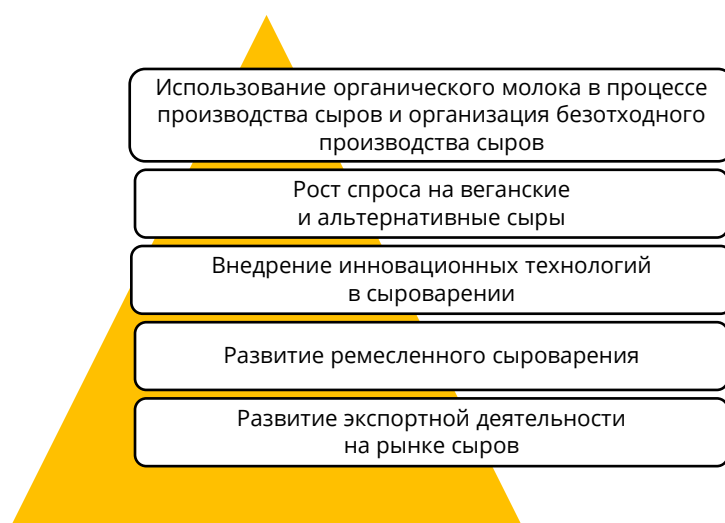 Использование органического молока в процессе
производства сыров и организация безотходного
производства сыров
Рост спроса на веганские
и альтернативные сыры
Внедрение инновационных технологий
в сыроварении
Развитие ремесленного сыроварения
Развитие экспортной деятельности
на рынке сыров